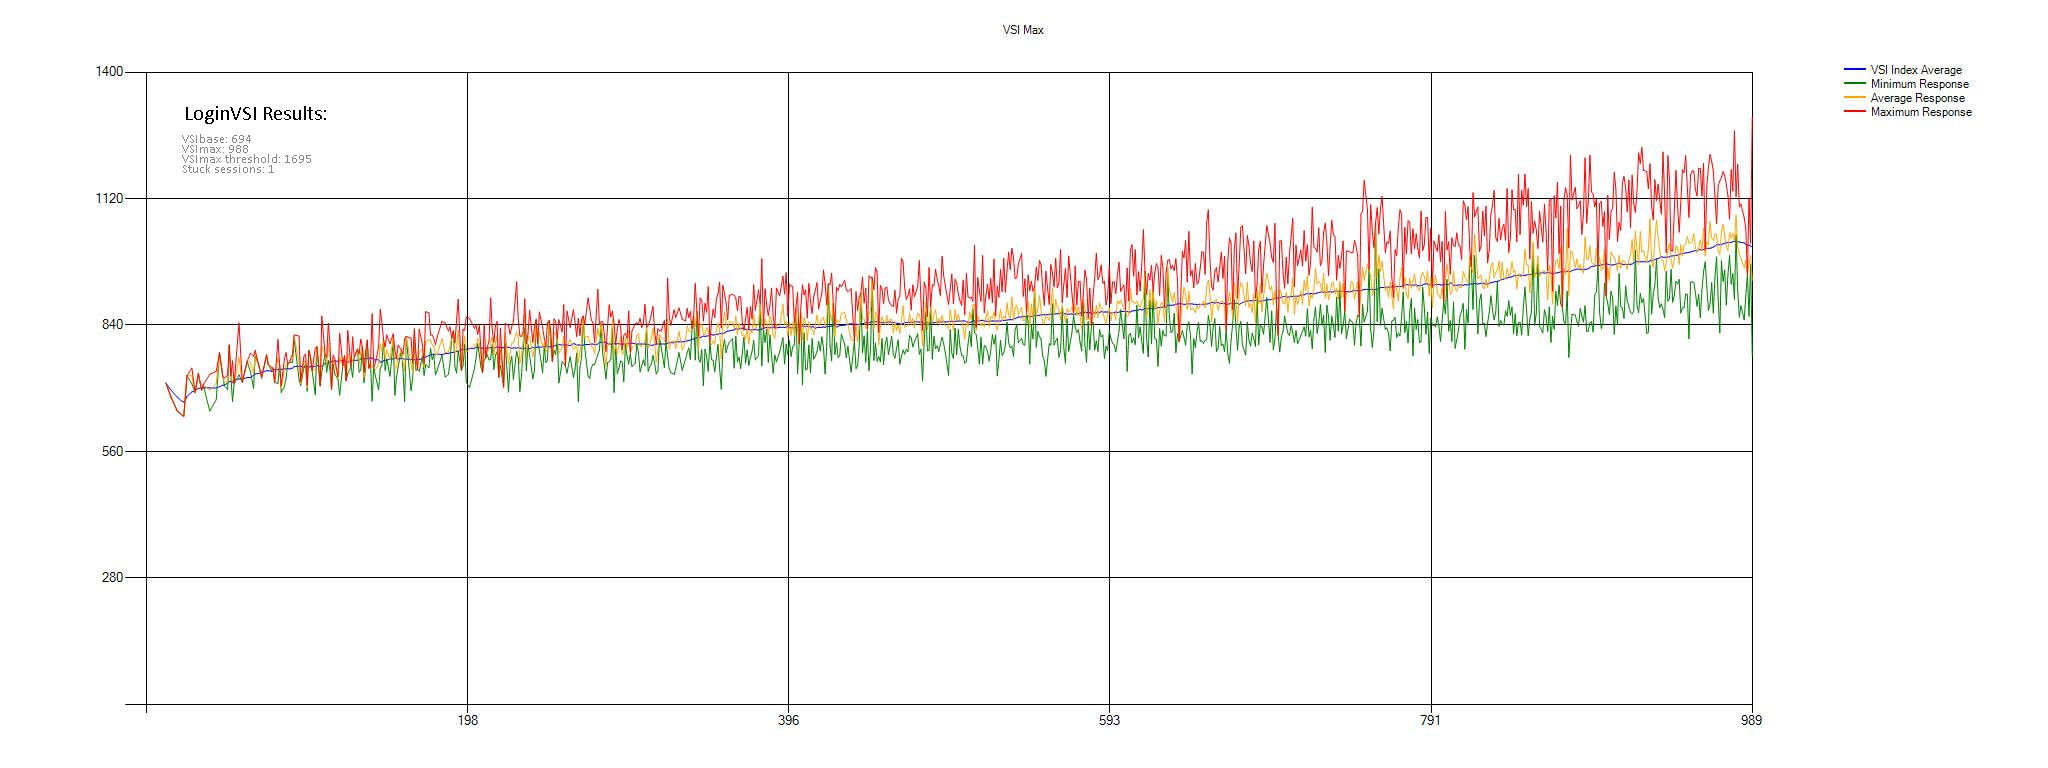 VSI Max
1400
1120
840
560
280
198
396
593
791
989
LoginVSI Results:
VSIbase: 694
VSImax: 988
VSImax threshold: 1695
Stuck sessions: 1
VSI Index Average
Minimum Response
Average Response
Maximum Response